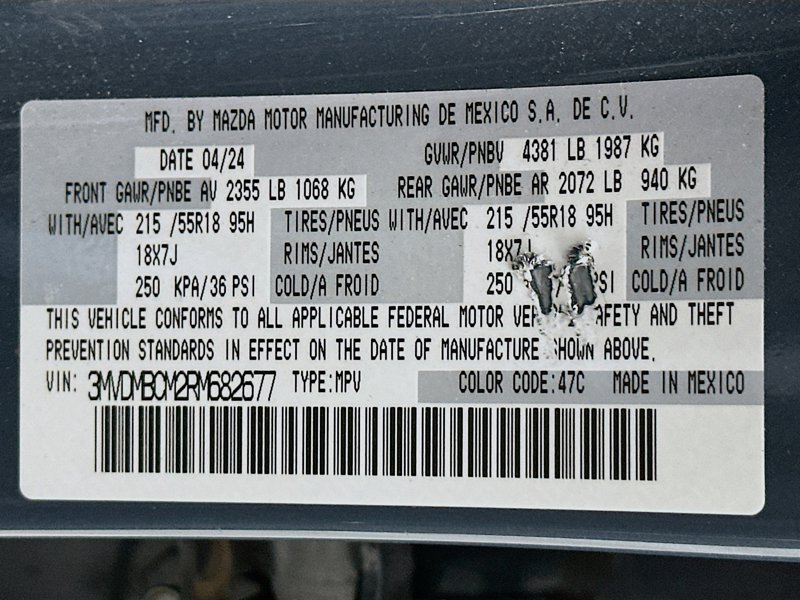 MFD. BY MAZDA MOTOR MANUFACTURING DE MEXICO S.A. DE C.V.
DATE 04/24 GVWR/PNBV 4381 LB 1987 KG
FRONT GAWR/PNBE AV 2355 LB 1068 KG REAR GAWR/PNBE AR 2072 LB 940 KG
WITH/AVEC 215 /55R18 95H TIRES/PNEUS WITH/AVEC 215 /55R18 95H TIRES/PNEUS
18X7J RIMS/JANTES 18X7J RIMS/JANTES
250 KPA/36 PSI COLD/A FROID 250 PSI COLD/A FROID
THIS VEHICLE CONFORMS TO ALL APPLICABLE FEDERAL MOTOR AND THEFT
PREVENTION STANDARDS IN EFFECT ON THE DATE OF MANUFACTURE SHOWN ABOVE.
VIN: 3MVDMBCM2RM682677 TYPE:MPV COLOR CODE:47C MADE IN MEXICO